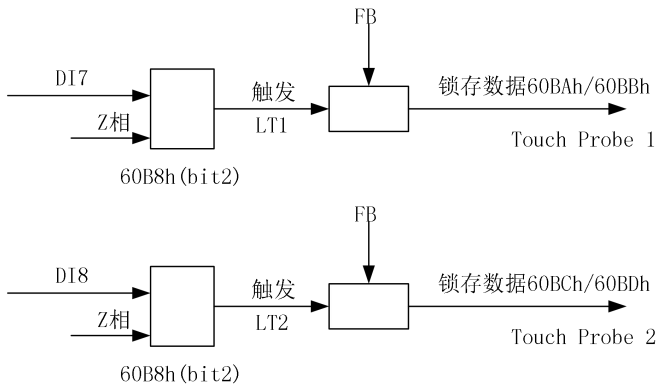 FB
DI7
触发
锁存数据60BAh/60BBh
Z相
LT1
Touch Probe 1
60B8h(bit2)
FB
DI8
触发
锁存数据60BCh/60BDh
Z相
LT2
Touch Probe 2
60B8h(bit2)